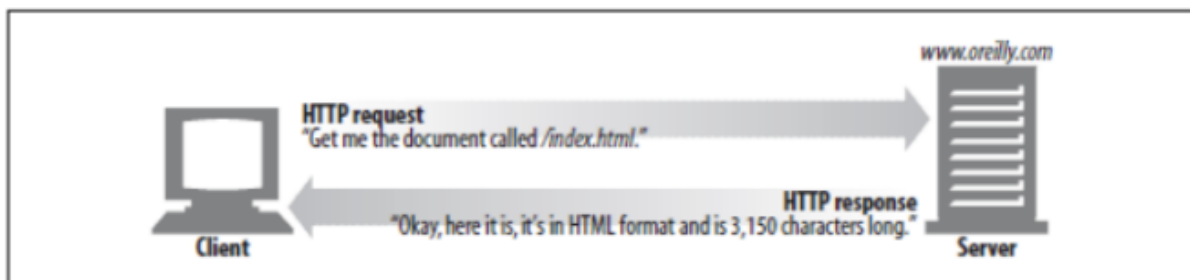 www.oreilly.com
HTTP request
"Get me the document called /index.html."
HTTP response
"Okay, here it is, it's in HTML format and is 3,150 characters long."
Client
Server